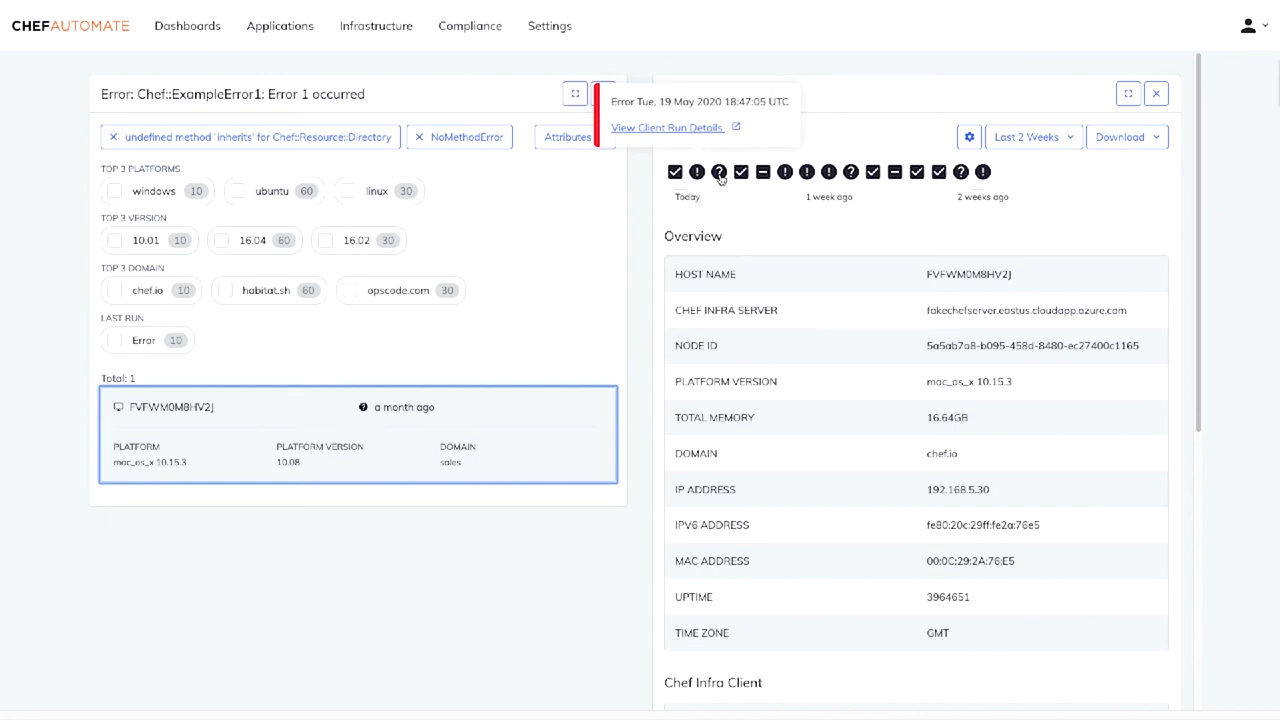 CHEFAUTOMATE Dashboards Applications Infrastructure Compliance Settings
Error: Chef::ExampleError1: Error 1 occurred
undefined method `inherits' for Chef::Resource::Directory NoMethodError Attributes
TOP 3 PLATFORMS
windows 10 ubuntu 60 linux 30
TOP 3 VERSION
10.01 10 16.04 60 16.02 30
TOP 3 DOMAIN
chef.io 10 habitat.sh 60 opscode.com 30
LAST RUN
Error 10
Total: 1
FVFWM0M8HV2J a month ago
PLATFORM PLATFORM VERSION DOMAIN
mac_os_x 10.15.3 10.08 sales
Error Tue, 19 May 2020 18:47:05 UTC
View Client Run Details
Last 2 Weeks Download
Today 1 week ago 2 weeks ago
Overview
HOST NAME FVFWM0M8HV2J
CHEF INFRA SERVER fakechefserver.eastus.cloudapp.azure.com
NODE ID 5a5ab7a8-b095-458d-8480-ec27400c1165
PLATFORM VERSION mac_os_x 10.15.3
TOTAL MEMORY 16.64GB
DOMAIN chef.io
IP ADDRESS 192.168.5.30
IPV6 ADDRESS fe80:20c:29ff:fe2a:76e5
MAC ADDRESS 00:0C:29:2A:76:E5
UPTIME 3964651
TIME ZONE GMT
Chef Infra Client